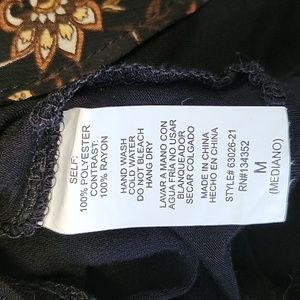 SELF:
100% POLYESTER
CONTRAST:
100% RAYON
HAND WASH
COLD WATER
DO NOT BLEACH
HANG DRY
LAVAR A MANO CON
AGUA FRIA NO USAR
BLANQUEADOR
SECAR COLGADO
MADE IN CHINA
HECHO EN CHINA
STYLE# 63026-21
RN#134352
M
(MEDIANO)